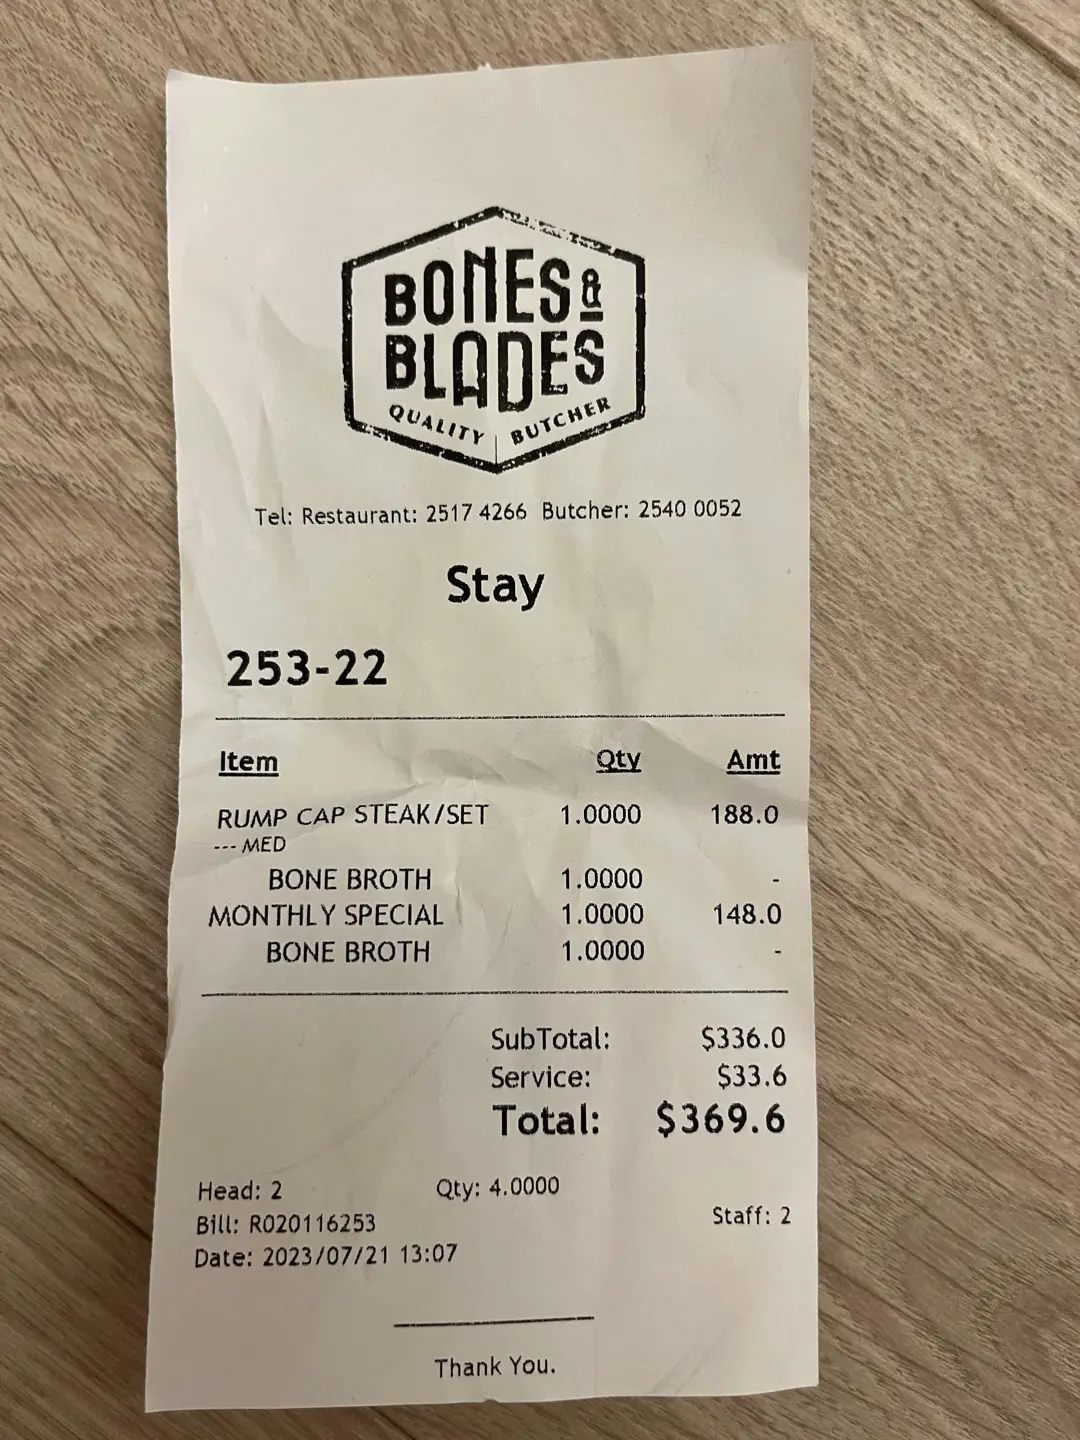 BONES &
BLADES
QUALITY BUTCHER
Tel: Restaurant: 2517 4266 Butcher: 2540 0052
Stay
253-22
Item Qty Amt
RUMP CAP STEAK/SET 1.0000 188.0
--- MED
BONE BROTH 1.0000 -
MONTHLY SPECIAL 1.0000 148.0
BONE BROTH 1.0000 -
SubTotal: $336.0
Service: $33.6
Total: $369.6
Head: 2 Qty: 4.0000
Bill: R020116253 Staff: 2
Date: 2023/07/21 13:07
Thank You.